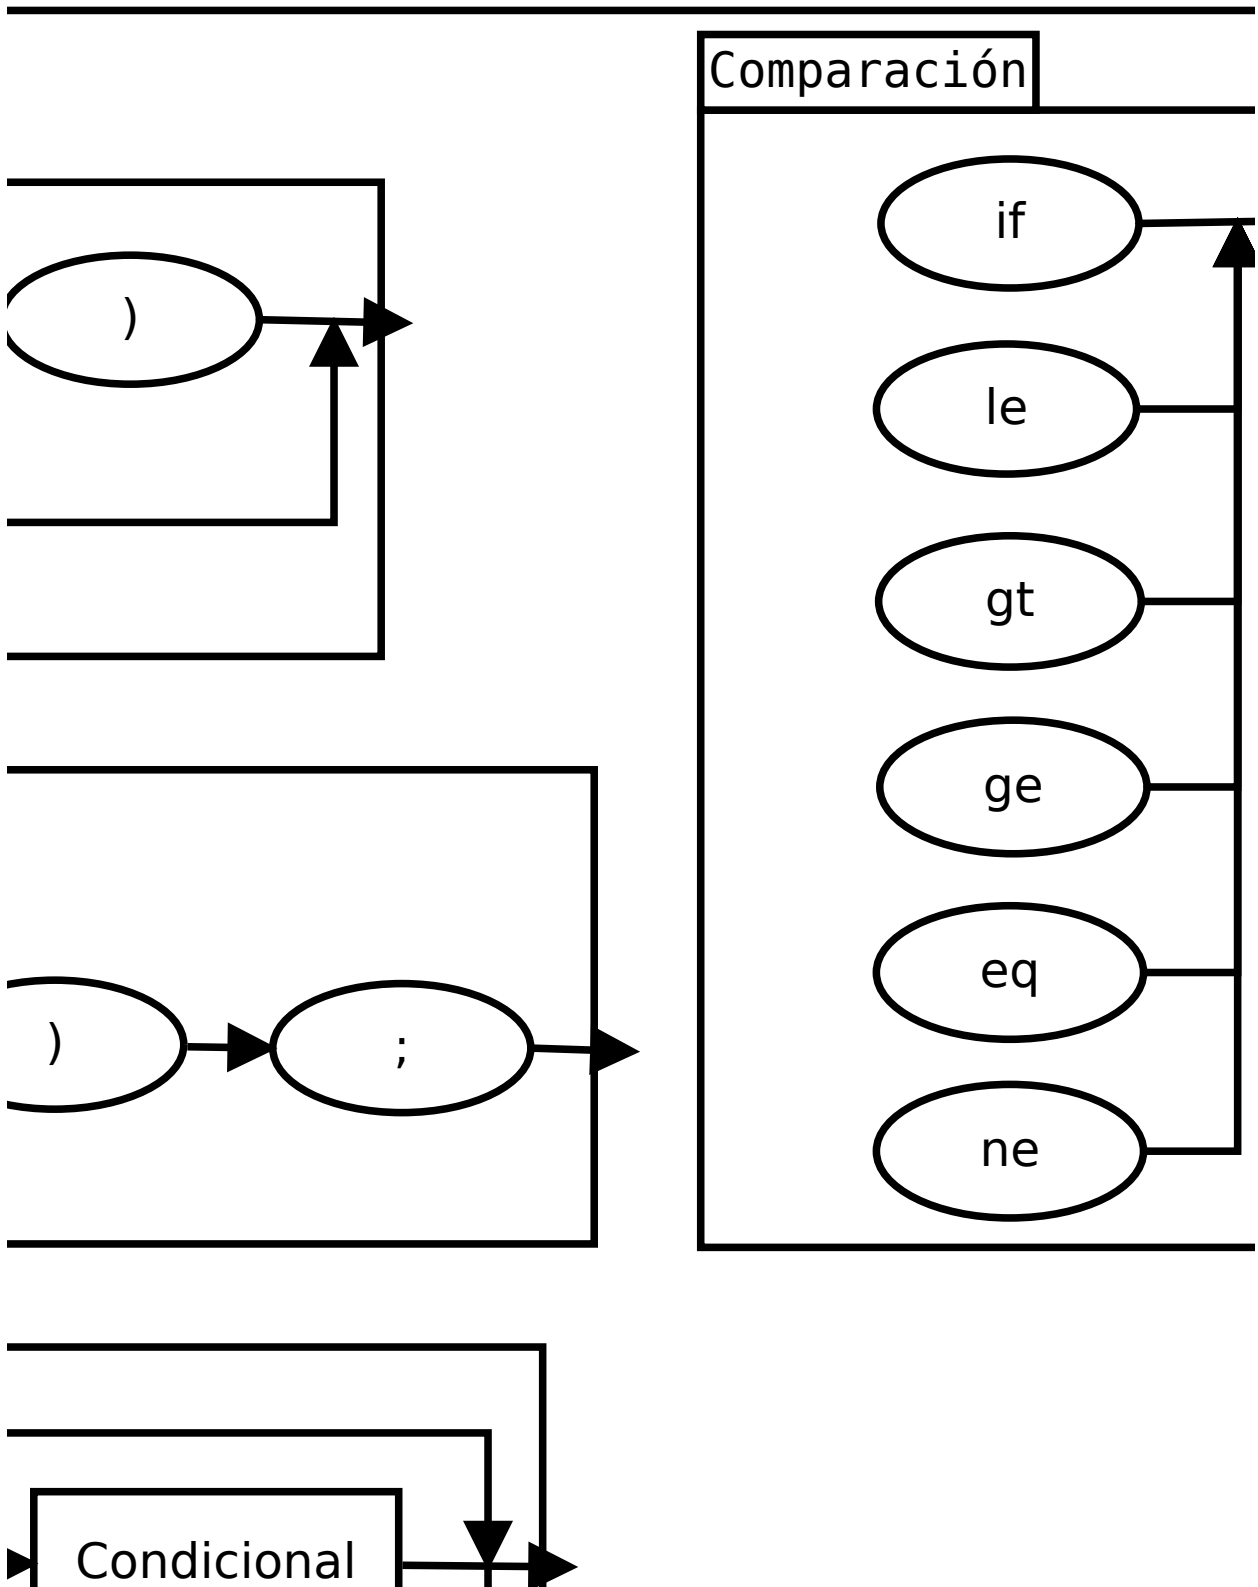 Comparación
if
)
le
gt
ge
eq
)
;
ne
Condicional